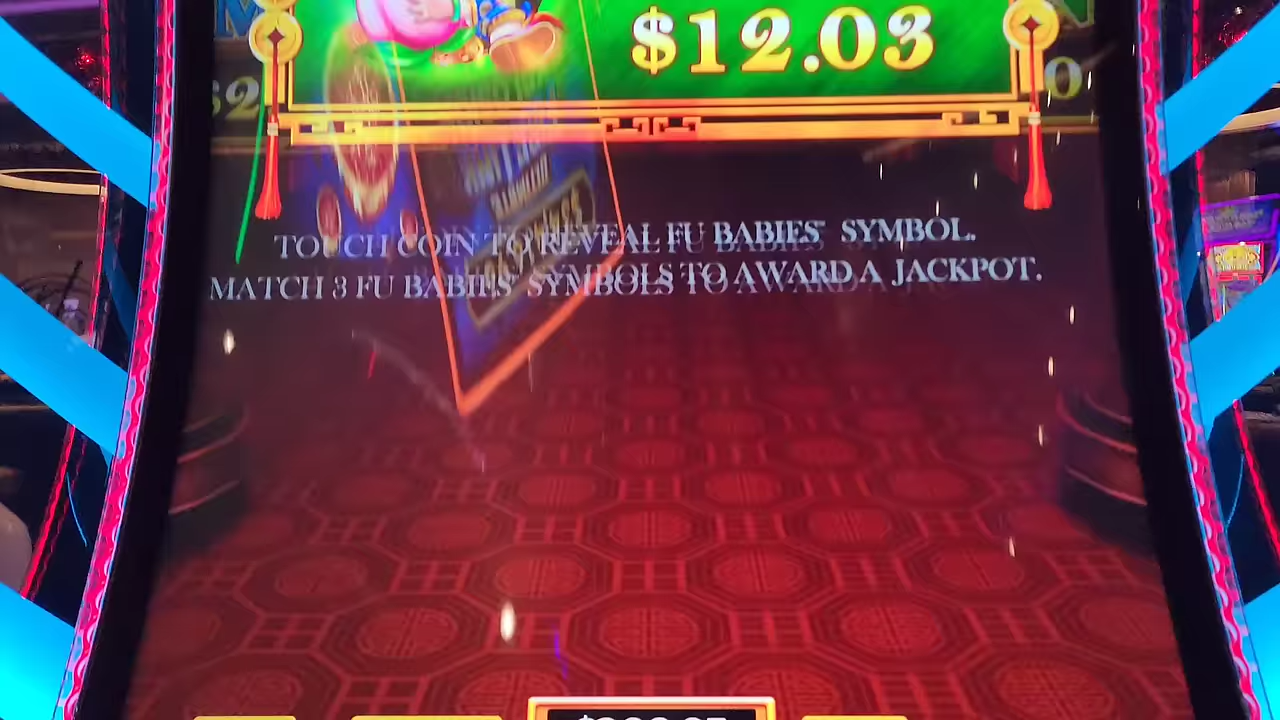 $12.03
TOUCH COIN TO REVEAL FU BABIES' SYMBOL.
MATCH 3 FU BABIES' SYMBOLS TO AWARD A JACKPOT.